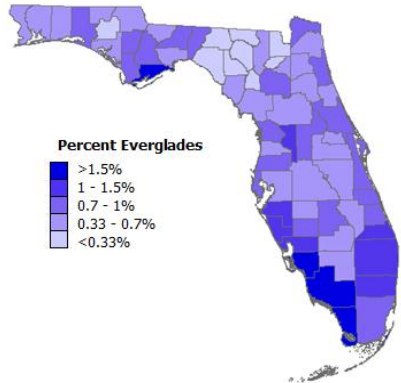 Percent Everglades
>1.5%
1 - 1.5%
0.7 - 1%
0.33 - 0.7%
<0.33%